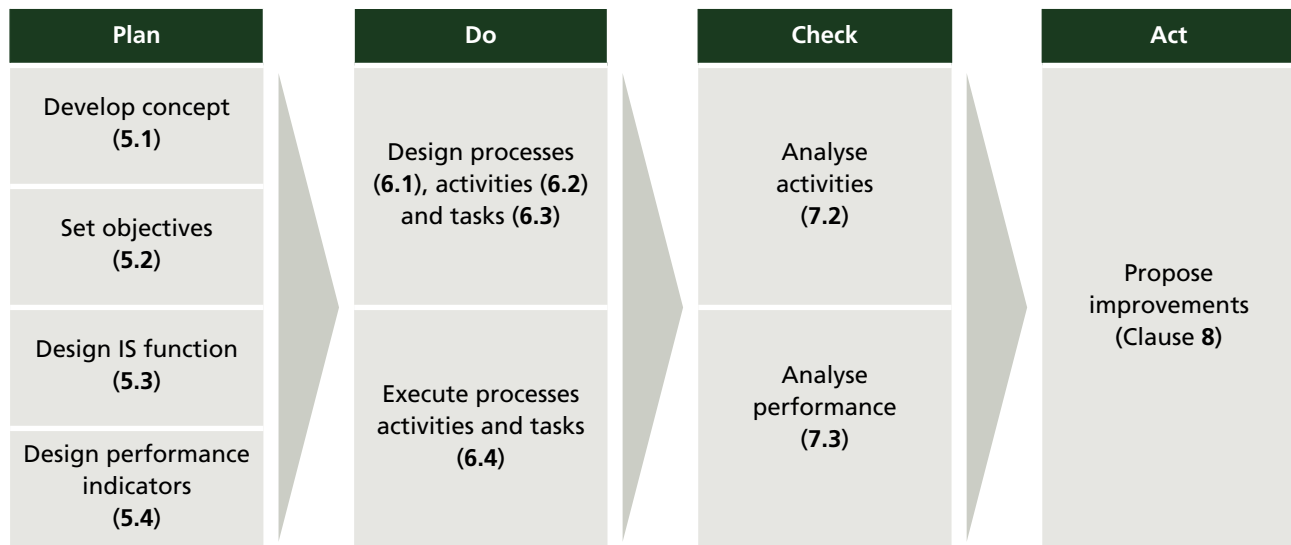 Plan
Develop concept
(5.1)
Set objectives
(5.2)
Design IS function
(5.3)
Design performance
indicators
(5.4)
Do
Design processes
(6.1), activities (6.2)
and tasks (6.3)
Execute processes
activities and tasks
(6.4)
Check
Analyse
activities
(7.2)
Analyse
performance
(7.3)
Act
Propose
improvements
(Clause 8)